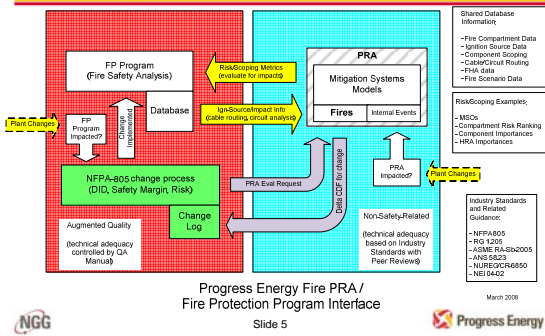 FP Program
(Fire Safety Analysis)
Database
Plant Changes
FP
Program
Impacted?
Change
Implemented
NFPA-805 change process
(DID, Safety Margin, Risk)
Change
Log
Augmented Quality
(technical adequacy
controlled by QA
Manual)
Risk/Scoping Metrics
(evaluate for impacts)
Ign-Source/Impact Info
(cable routing, circuit analysis)
PRA Eval Request
Delta CDF for change
PRA
Mitigation Systems
Models
Fires
Internal Events
PRA
Impacted?
Plant Changes
Non-Safety-Related
(technical adequacy
based on Industry
Standards with
Peer Reviews)
Shared Database
Information:
- Fire Compartment Data
- Ignition Source Data
- Component Scoping
- Cable/Circuit Routing
- FHA data
- Fire Scenario Data
Risk/Scoping Examples:
- MSOs
- Compartment Risk Ranking
- Component Importances
- HRA Importances
Industry Standards
and Related
Guidance:
- NFPA 805
- RG 1.205
- ASME RA-Sb-2005
- ANS 58.23
- NUREG/CR-6850
- NEI 04-02
March 2008
Progress Energy Fire PRA /
Fire Protection Program Interface
NGG
Slide 5
Progress Energy